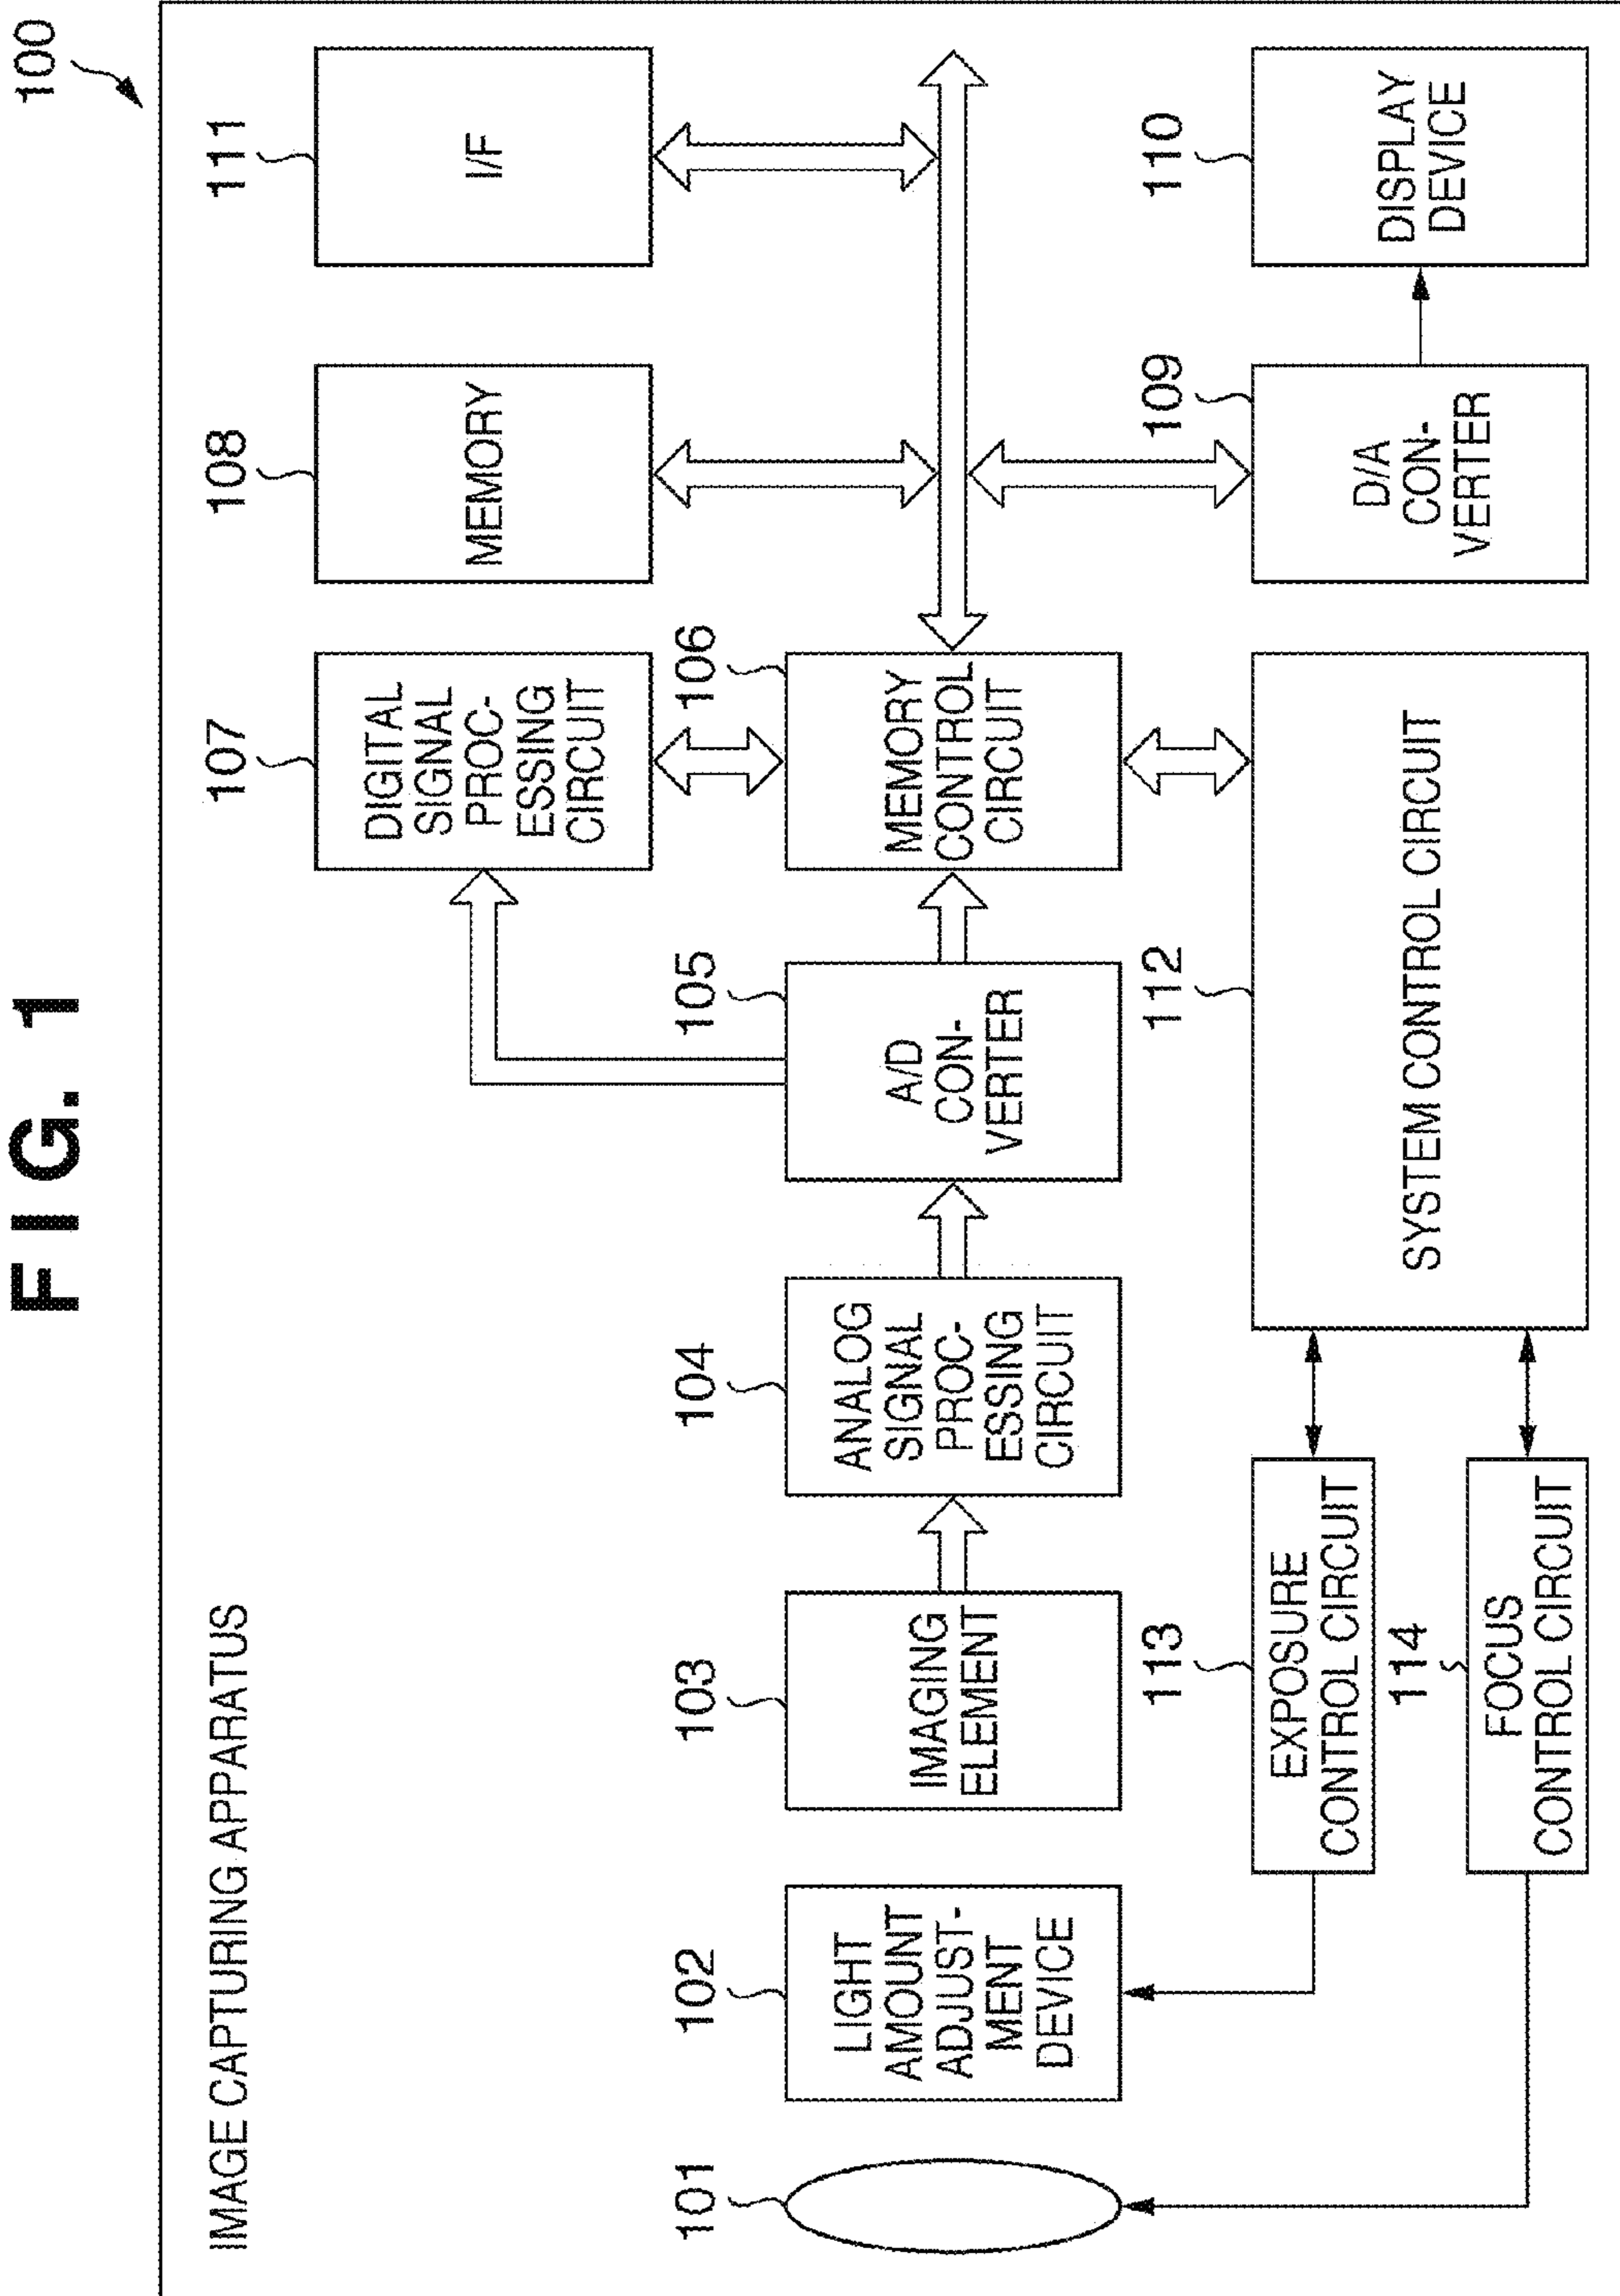 FIG. 1
100
IMAGE CAPTURING APPARATUS
107
DIGITAL
SIGNAL
PROC-
ESSING
CIRCUIT
108
MEMORY
111
I/F
101
102
LIGHT
AMOUNT
ADJUST-
MENT
DEVICE
103
IMAGING
ELEMENT
104
ANALOG
SIGNAL
PROC-
ESSING
CIRCUIT
105
A/D
CON-
VERTER
106
MEMORY
CONTROL
CIRCUIT
113
EXPOSURE
CONTROL CIRCUIT
114
FOCUS
CONTROL CIRCUIT
112
SYSTEM CONTROL CIRCUIT
109
D/A
CON-
VERTER
110
DISPLAY
DEVICE